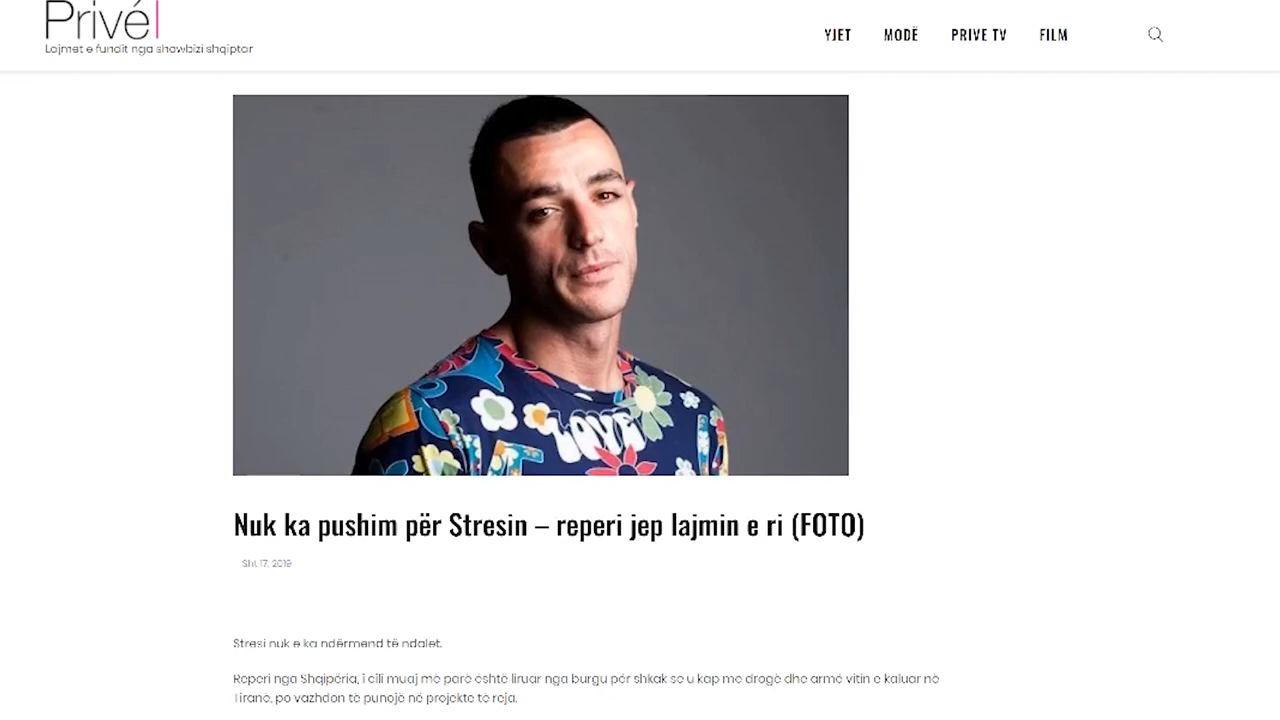 Privé|
Lajmet e fundit nga showbizi shqiptar
YJET MODË PRIVE TV FILM
LOVE
Nuk ka pushim për Stresin – reperi jep lajmin e ri (FOTO)
Sht 17, 2019
Stresi nuk e ka ndërmend të ndalet.
Reperi nga Shqipëria, i cili muaj më parë është liruar nga burgu për shkak se u kap me drogë dhe armë vitin e kaluar në
Tiranë, po vazhdon të punojë në projekte të reja.